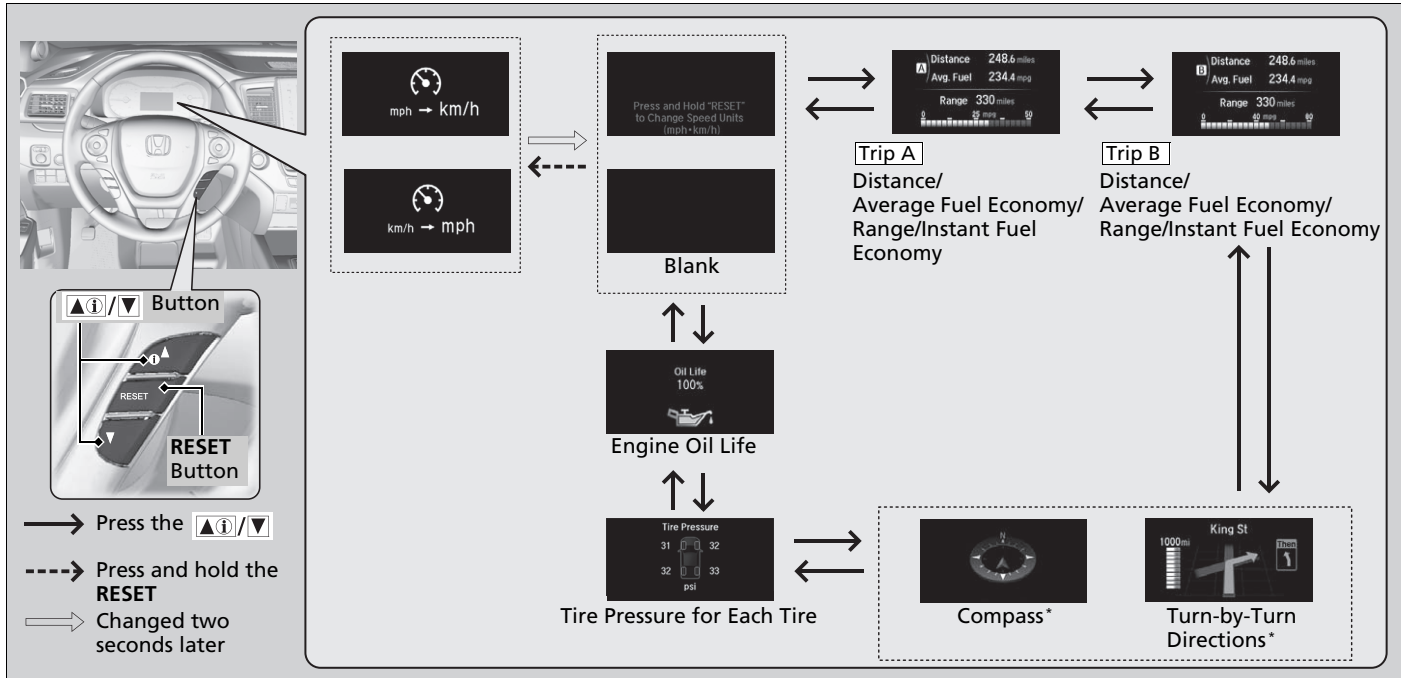 mph → km/h
km/h → mph
Press and Hold "RESET"
to Change Speed Units
(mph•km/h)
Blank
A
Distance 248.6 miles
Avg. Fuel 234.4 mpg
Range 330 miles
0 25 mpg 50
Trip A
Distance/
Average Fuel Economy/
Range/Instant Fuel
Economy
B
Distance 248.6 miles
Avg. Fuel 234.4 mpg
Range 330 miles
0 40 mpg 80
Trip B
Distance/
Average Fuel Economy/
Range/Instant Fuel Economy
▲ⓘ/▼ Button
i▲
RESET
▼
RESET
Button
Press the ▲ⓘ/▼
Press and hold the
RESET
Changed two
seconds later
Oil Life
100%
Engine Oil Life
Tire Pressure
31 32
32 33
psi
Tire Pressure for Each Tire
N
Compass*
King St
1000mi
Then
Turn-by-Turn
Directions*